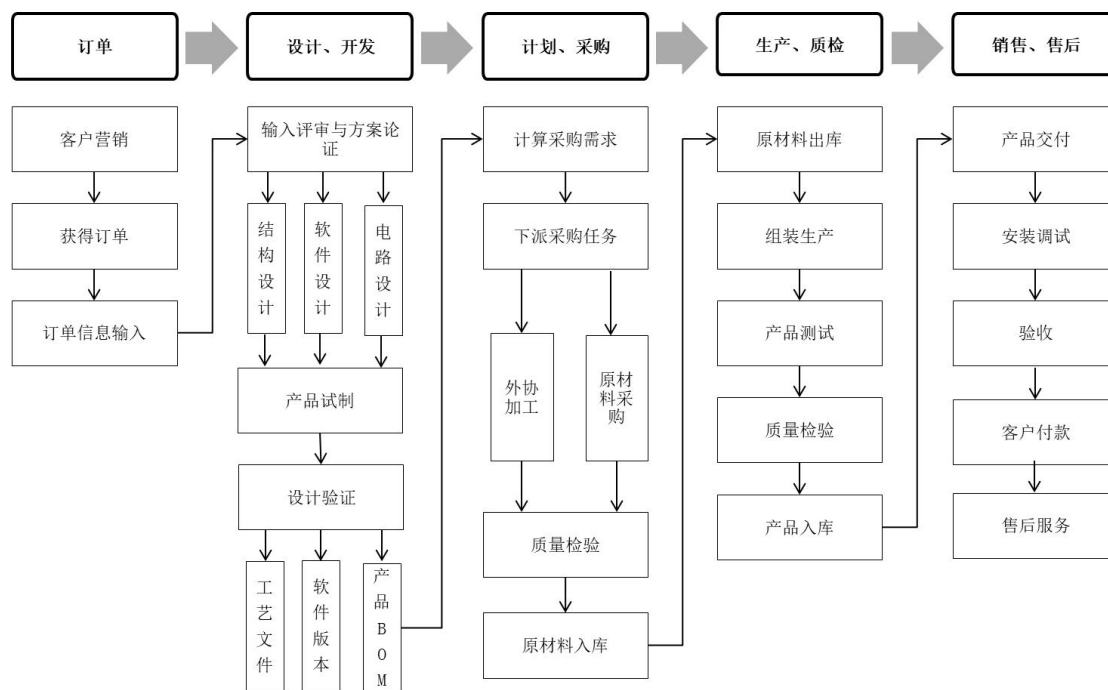 订单
设计、开发
计划、采购
生产、质检
销售、售后
客户营销
获得订单
订单信息输入
输入评审与方案论
证
结构设计
软件设计
电路设计
产品试制
设计验证
工艺文件
软件版本
产品BOM
计算采购需求
下派采购任务
外协
加工
原材
料采
购
质量检验
原材料入库
原材料出库
组装生产
产品测试
质量检验
产品入库
产品交付
安装调试
验收
客户付款
售后服务